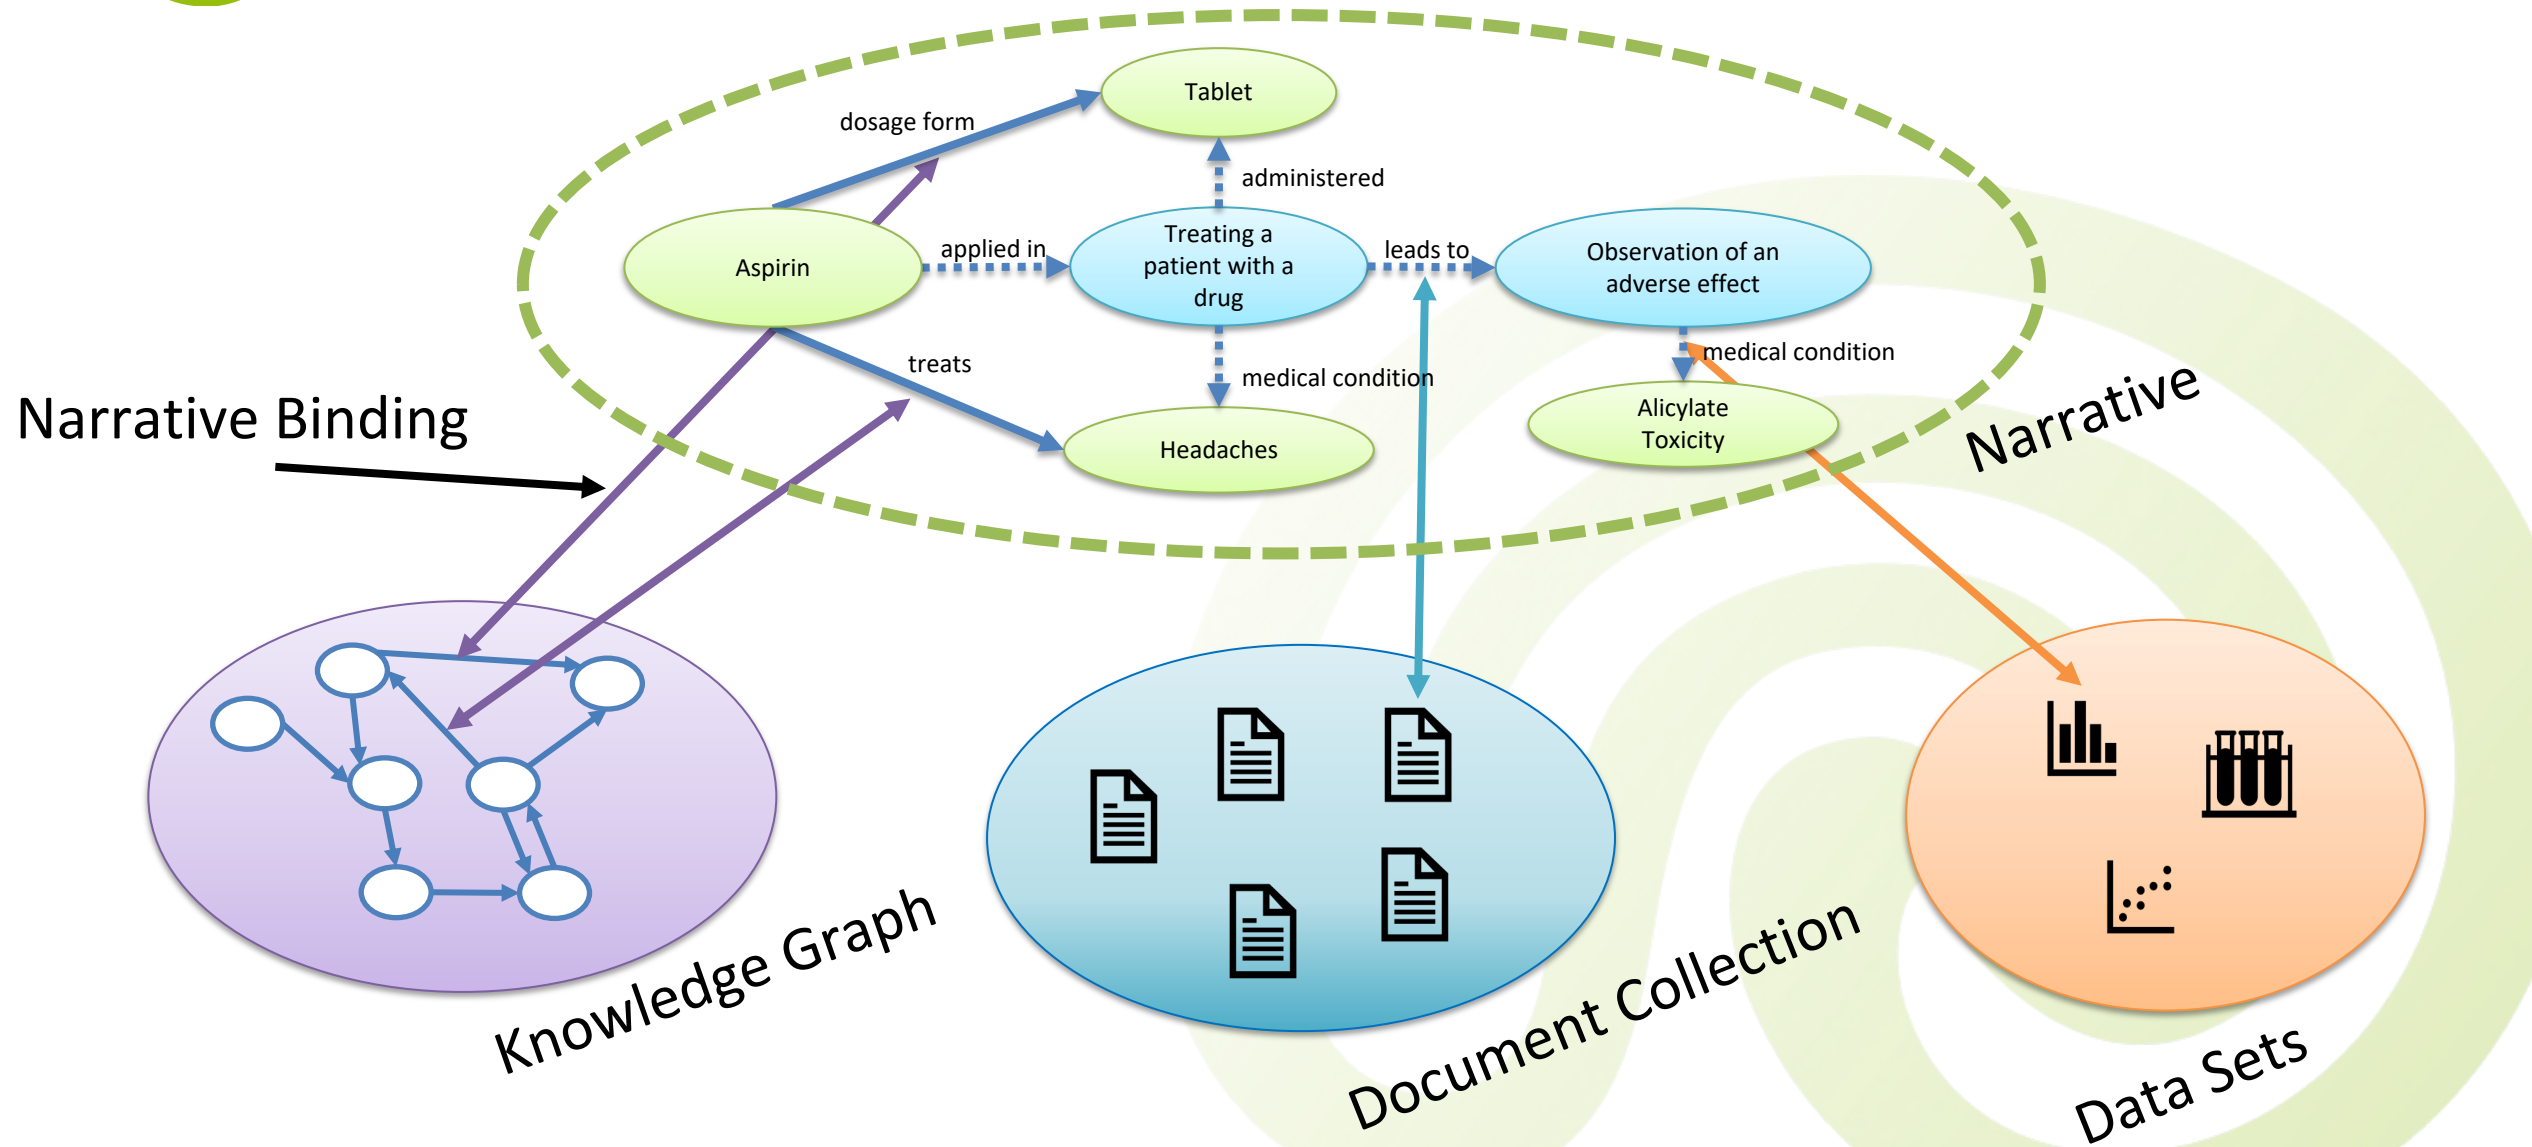 Tablet
dosage form
administered
Aspirin
applied in
Treating a
patient with a
drug
leads to
Observation of an
adverse effect
treats
medical condition
medical condition
Headaches
Alicylate
Toxicity
Narrative Binding
Narrative
Knowledge Graph
Document Collection
Data Sets